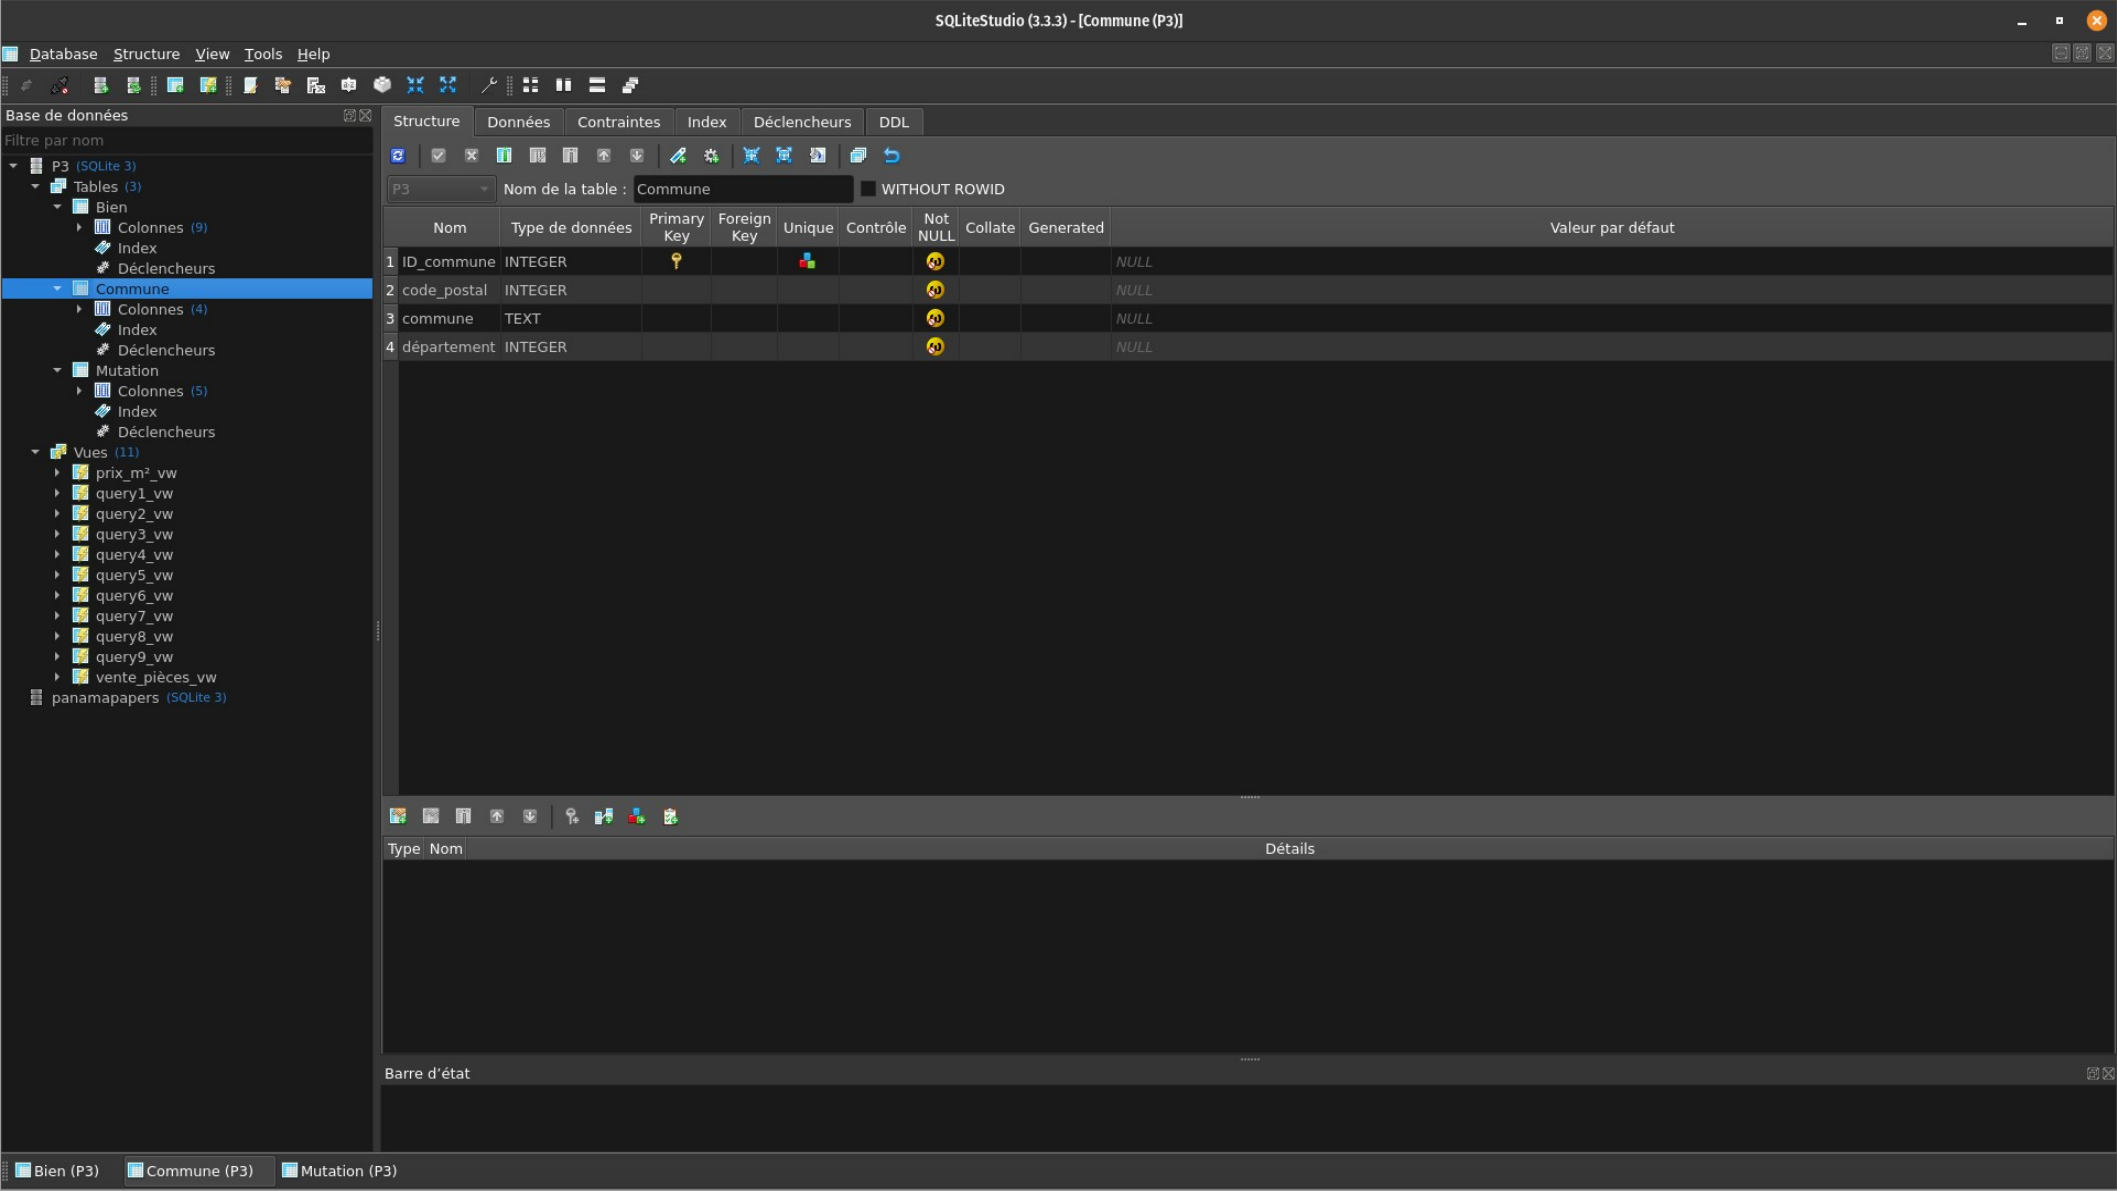 SQLiteStudio (3.3.3) - [Commune (P3)]
Database Structure View Tools Help
Base de données
Filtre par nom
P3 (SQLite 3)
Tables (3)
Bien
Colonnes (9)
Index
Déclencheurs
Commune
Colonnes (4)
Index
Déclencheurs
Mutation
Colonnes (5)
Index
Déclencheurs
Vues (11)
prix_m²_vw
query1_vw
query2_vw
query3_vw
query4_vw
query5_vw
query6_vw
query7_vw
query8_vw
query9_vw
vente_pièces_vw
panamapapers (SQLite 3)
Structure Données Contraintes Index Déclencheurs DDL
P3 Nom de la table : Commune WITHOUT ROWID
Nom Type de données Primary Key Foreign Key Unique Contrôle Not NULL Collate Generated Valeur par défaut
1 ID_commune INTEGER NULL
2 code_postal INTEGER NULL
3 commune TEXT NULL
4 département INTEGER NULL
Type Nom Détails
Barre d’état
Bien (P3) Commune (P3) Mutation (P3)